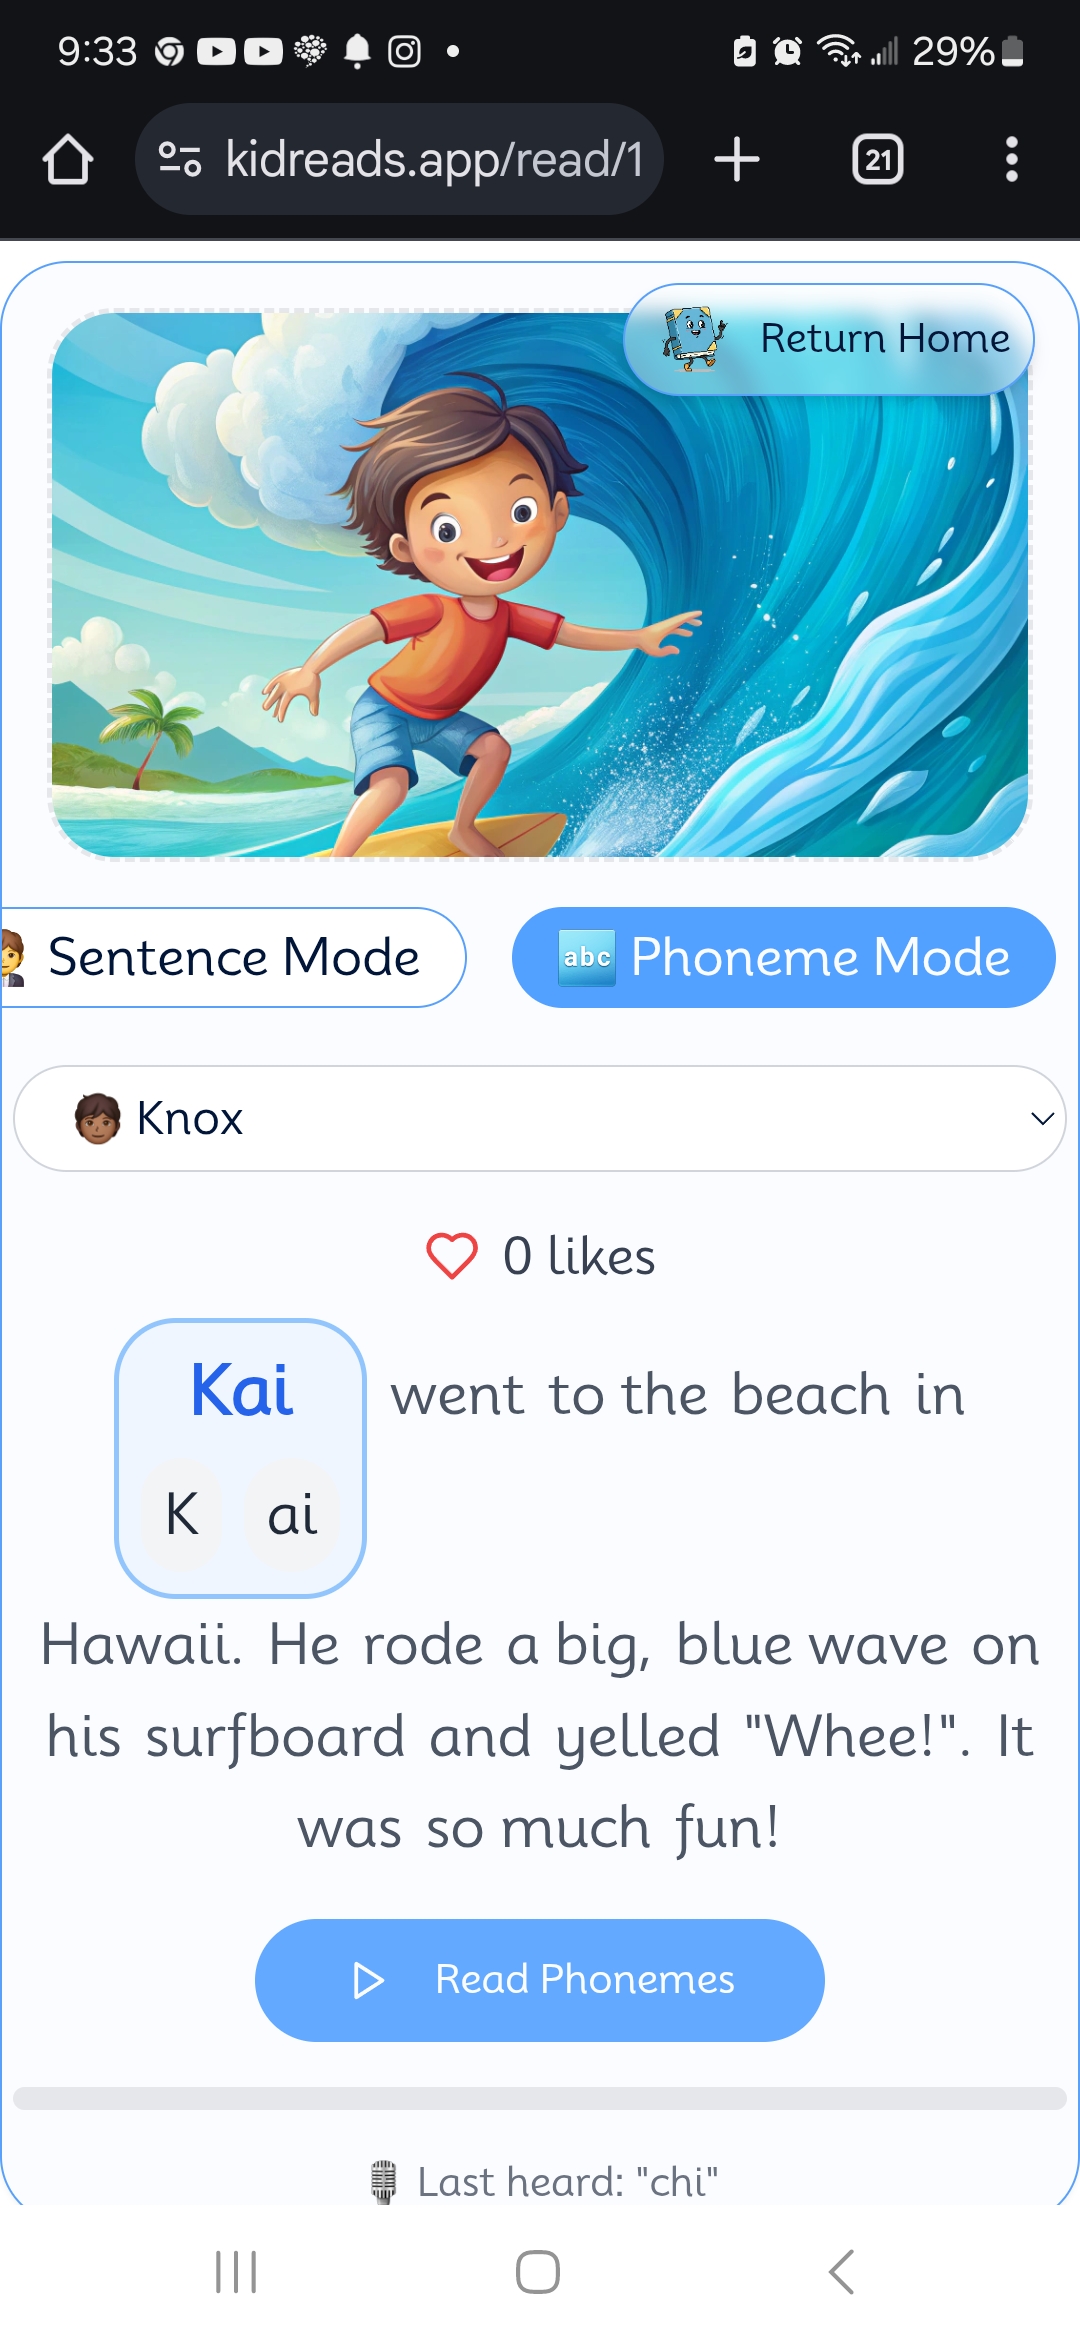 9:33
29%
kidreads.app/read/1
21
Return Home
Sentence Mode
abc Phoneme Mode
Knox
0 likes
Kai went to the beach in
K ai
Hawaii. He rode a big, blue wave on
his surfboard and yelled "Whee!". It
was so much fun!
Read Phonemes
Last heard: "chi"